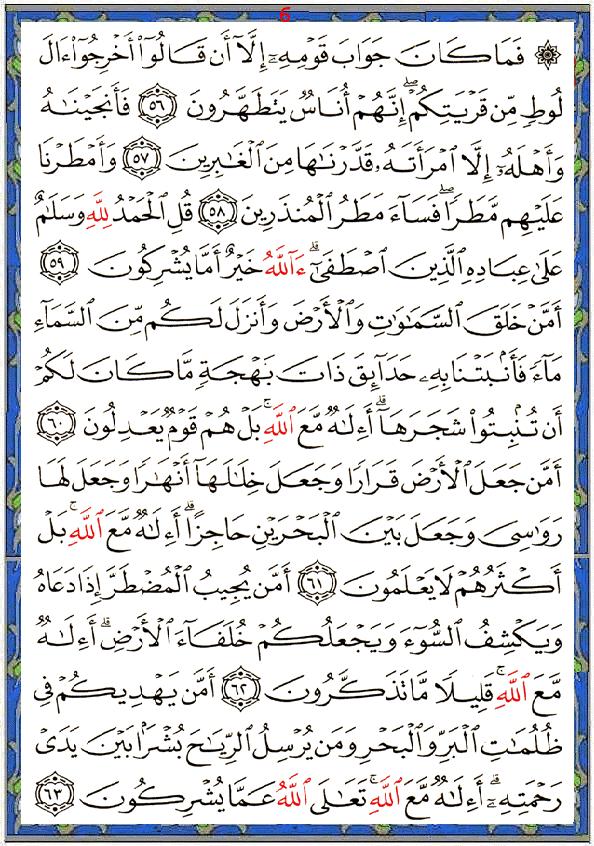 ٦
۞ فَمَا كَانَ جَوَابَ قَوْمِهِۦٓ إِلَّآ أَن قَالُوٓا۟ أَخْرِجُوٓا۟ ءَالَ
لُوطٍ مِّن قَرْيَتِكُمْ ۖ إِنَّهُمْ أُنَاسٌ يَتَطَهَّرُونَ ٥٦ فَأَنجَيْنَٰهُ
وَأَهْلَهُۥٓ إِلَّا ٱمْرَأَتَهُۥ قَدَّرْنَٰهَا مِنَ ٱلْغَٰبِرِينَ ٥٧ وَأَمْطَرْنَا
عَلَيْهِم مَّطَرًا ۖ فَسَآءَ مَطَرُ ٱلْمُنذَرِينَ ٥٨ قُلِ ٱلْحَمْدُ لِلَّهِ وَسَلَٰمٌ
عَلَىٰ عِبَادِهِ ٱلَّذِينَ ٱصْطَفَىٰٓ ۗ ءَآللَّهُ خَيْرٌ أَمَّا يُشْرِكُونَ ٥٩
أَمَّنْ خَلَقَ ٱلسَّمَٰوَٰتِ وَٱلْأَرْضَ وَأَنزَلَ لَكُم مِّنَ ٱلسَّمَآءِ
مَآءً فَأَنۢبَتْنَا بِهِۦ حَدَآئِقَ ذَاتَ بَهْجَةٍ مَّا كَانَ لَكُمْ
أَن تُنۢبِتُوا۟ شَجَرَهَآ ۗ أَءِلَٰهٌ مَّعَ ٱللَّهِ ۚ بَلْ هُمْ قَوْمٌ يَعْدِلُونَ ٦٠
أَمَّن جَعَلَ ٱلْأَرْضَ قَرَارًا وَجَعَلَ خِلَٰلَهَآ أَنْهَٰرًا وَجَعَلَ لَهَا
رَوَٰسِىَ وَجَعَلَ بَيْنَ ٱلْبَحْرَيْنِ حَاجِزًا ۗ أَءِلَٰهٌ مَّعَ ٱللَّهِ ۚ بَلْ
أَكْثَرُهُمْ لَا يَعْلَمُونَ ٦١ أَمَّن يُجِيبُ ٱلْمُضْطَرَّ إِذَا دَعَاهُ
وَيَكْشِفُ ٱلسُّوٓءَ وَيَجْعَلُكُمْ خُلَفَآءَ ٱلْأَرْضِ ۗ أَءِلَٰهٌ
مَّعَ ٱللَّهِ ۚ قَلِيلًا مَّا تَذَكَّرُونَ ٦٢ أَمَّن يَهْدِيكُمْ فِى
ظُلُمَٰتِ ٱلْبَرِّ وَٱلْبَحْرِ وَمَن يُرْسِلُ ٱلرِّيَٰحَ بُشْرًۢا بَيْنَ يَدَىْ
رَحْمَتِهِۦٓ ۗ أَءِلَٰهٌ مَّعَ ٱللَّهِ ۚ تَعَٰلَى ٱللَّهُ عَمَّا يُشْرِكُونَ ٦٣